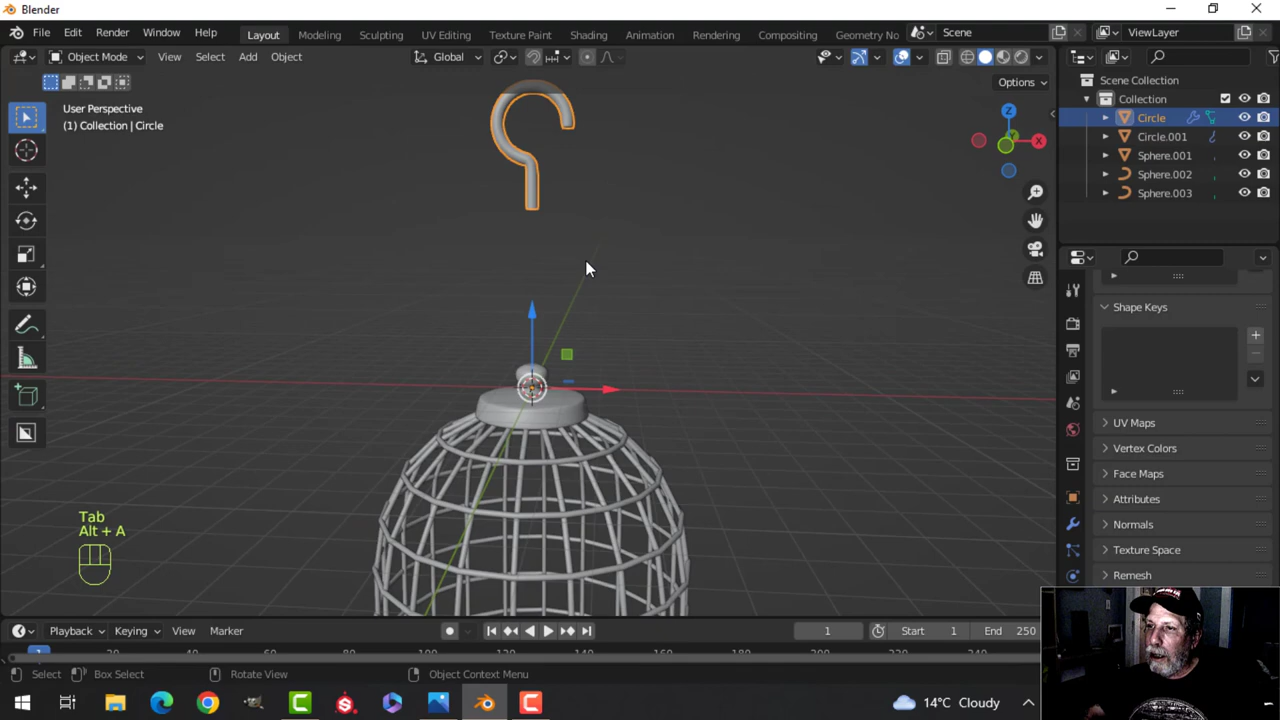 Blender
File Edit Render Window Help
Layout Modeling Sculpting UV Editing Texture Paint Shading Animation Rendering Compositing Geometry No
Scene
ViewLayer
Object Mode View Select Add Object
Global
Options
User Perspective
(1) Collection | Circle
X
Z
Scene Collection
Collection
Circle
Circle.001
Sphere.001
Sphere.002
Sphere.003
Shape Keys
UV Maps
Vertex Colors
Face Maps
Attributes
Normals
Texture Space
Remesh
Tab
Alt + A
Playback Keying View Marker
1
Start 1
End 250
Select
Box Select
Rotate View
Object Context Menu
14°C Cloudy